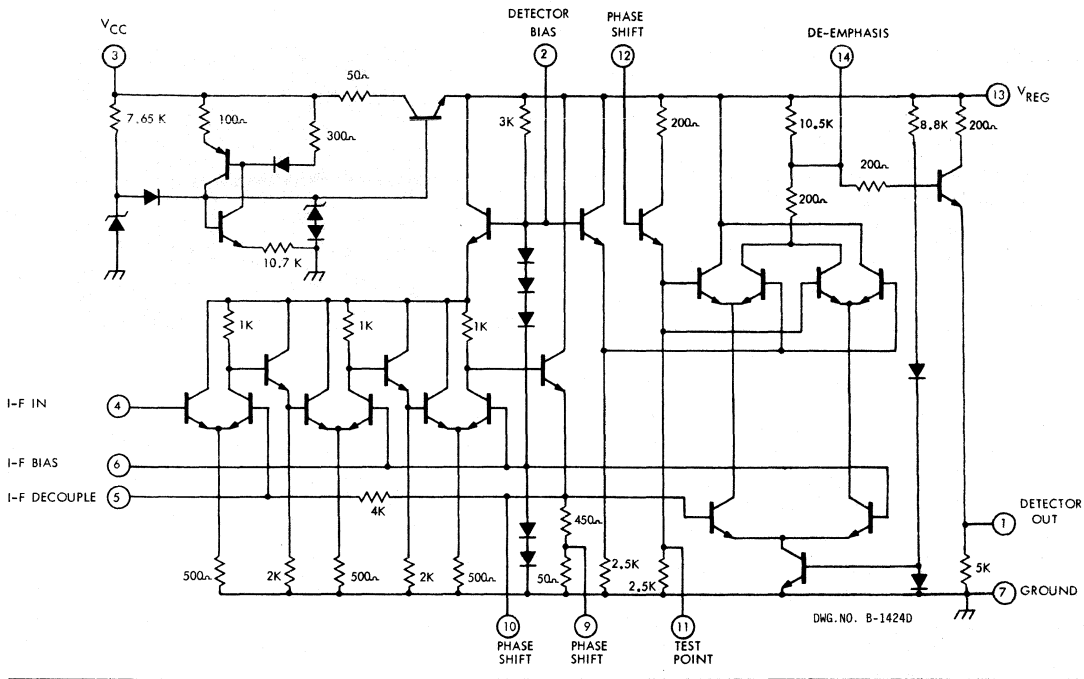 VCC
3
DETECTOR
BIAS
2
PHASE
SHIFT
12
DE-EMPHASIS
14
50Ω
13
VREG
7.65 K
100Ω
300Ω
3K
200Ω
10.5K
8.8K
200Ω
200Ω
200Ω
10.7 K
1K
1K
1K
I-F IN
4
I-F BIAS
6
I-F DECOUPLE
5
4K
450Ω
DETECTOR
OUT
1
500Ω
2K
500Ω
2K
500Ω
50Ω
2.5K
2.5K
5K
7
GROUND
DWG.NO. B-1424D
10
PHASE
SHIFT
9
PHASE
SHIFT
11
TEST
POINT